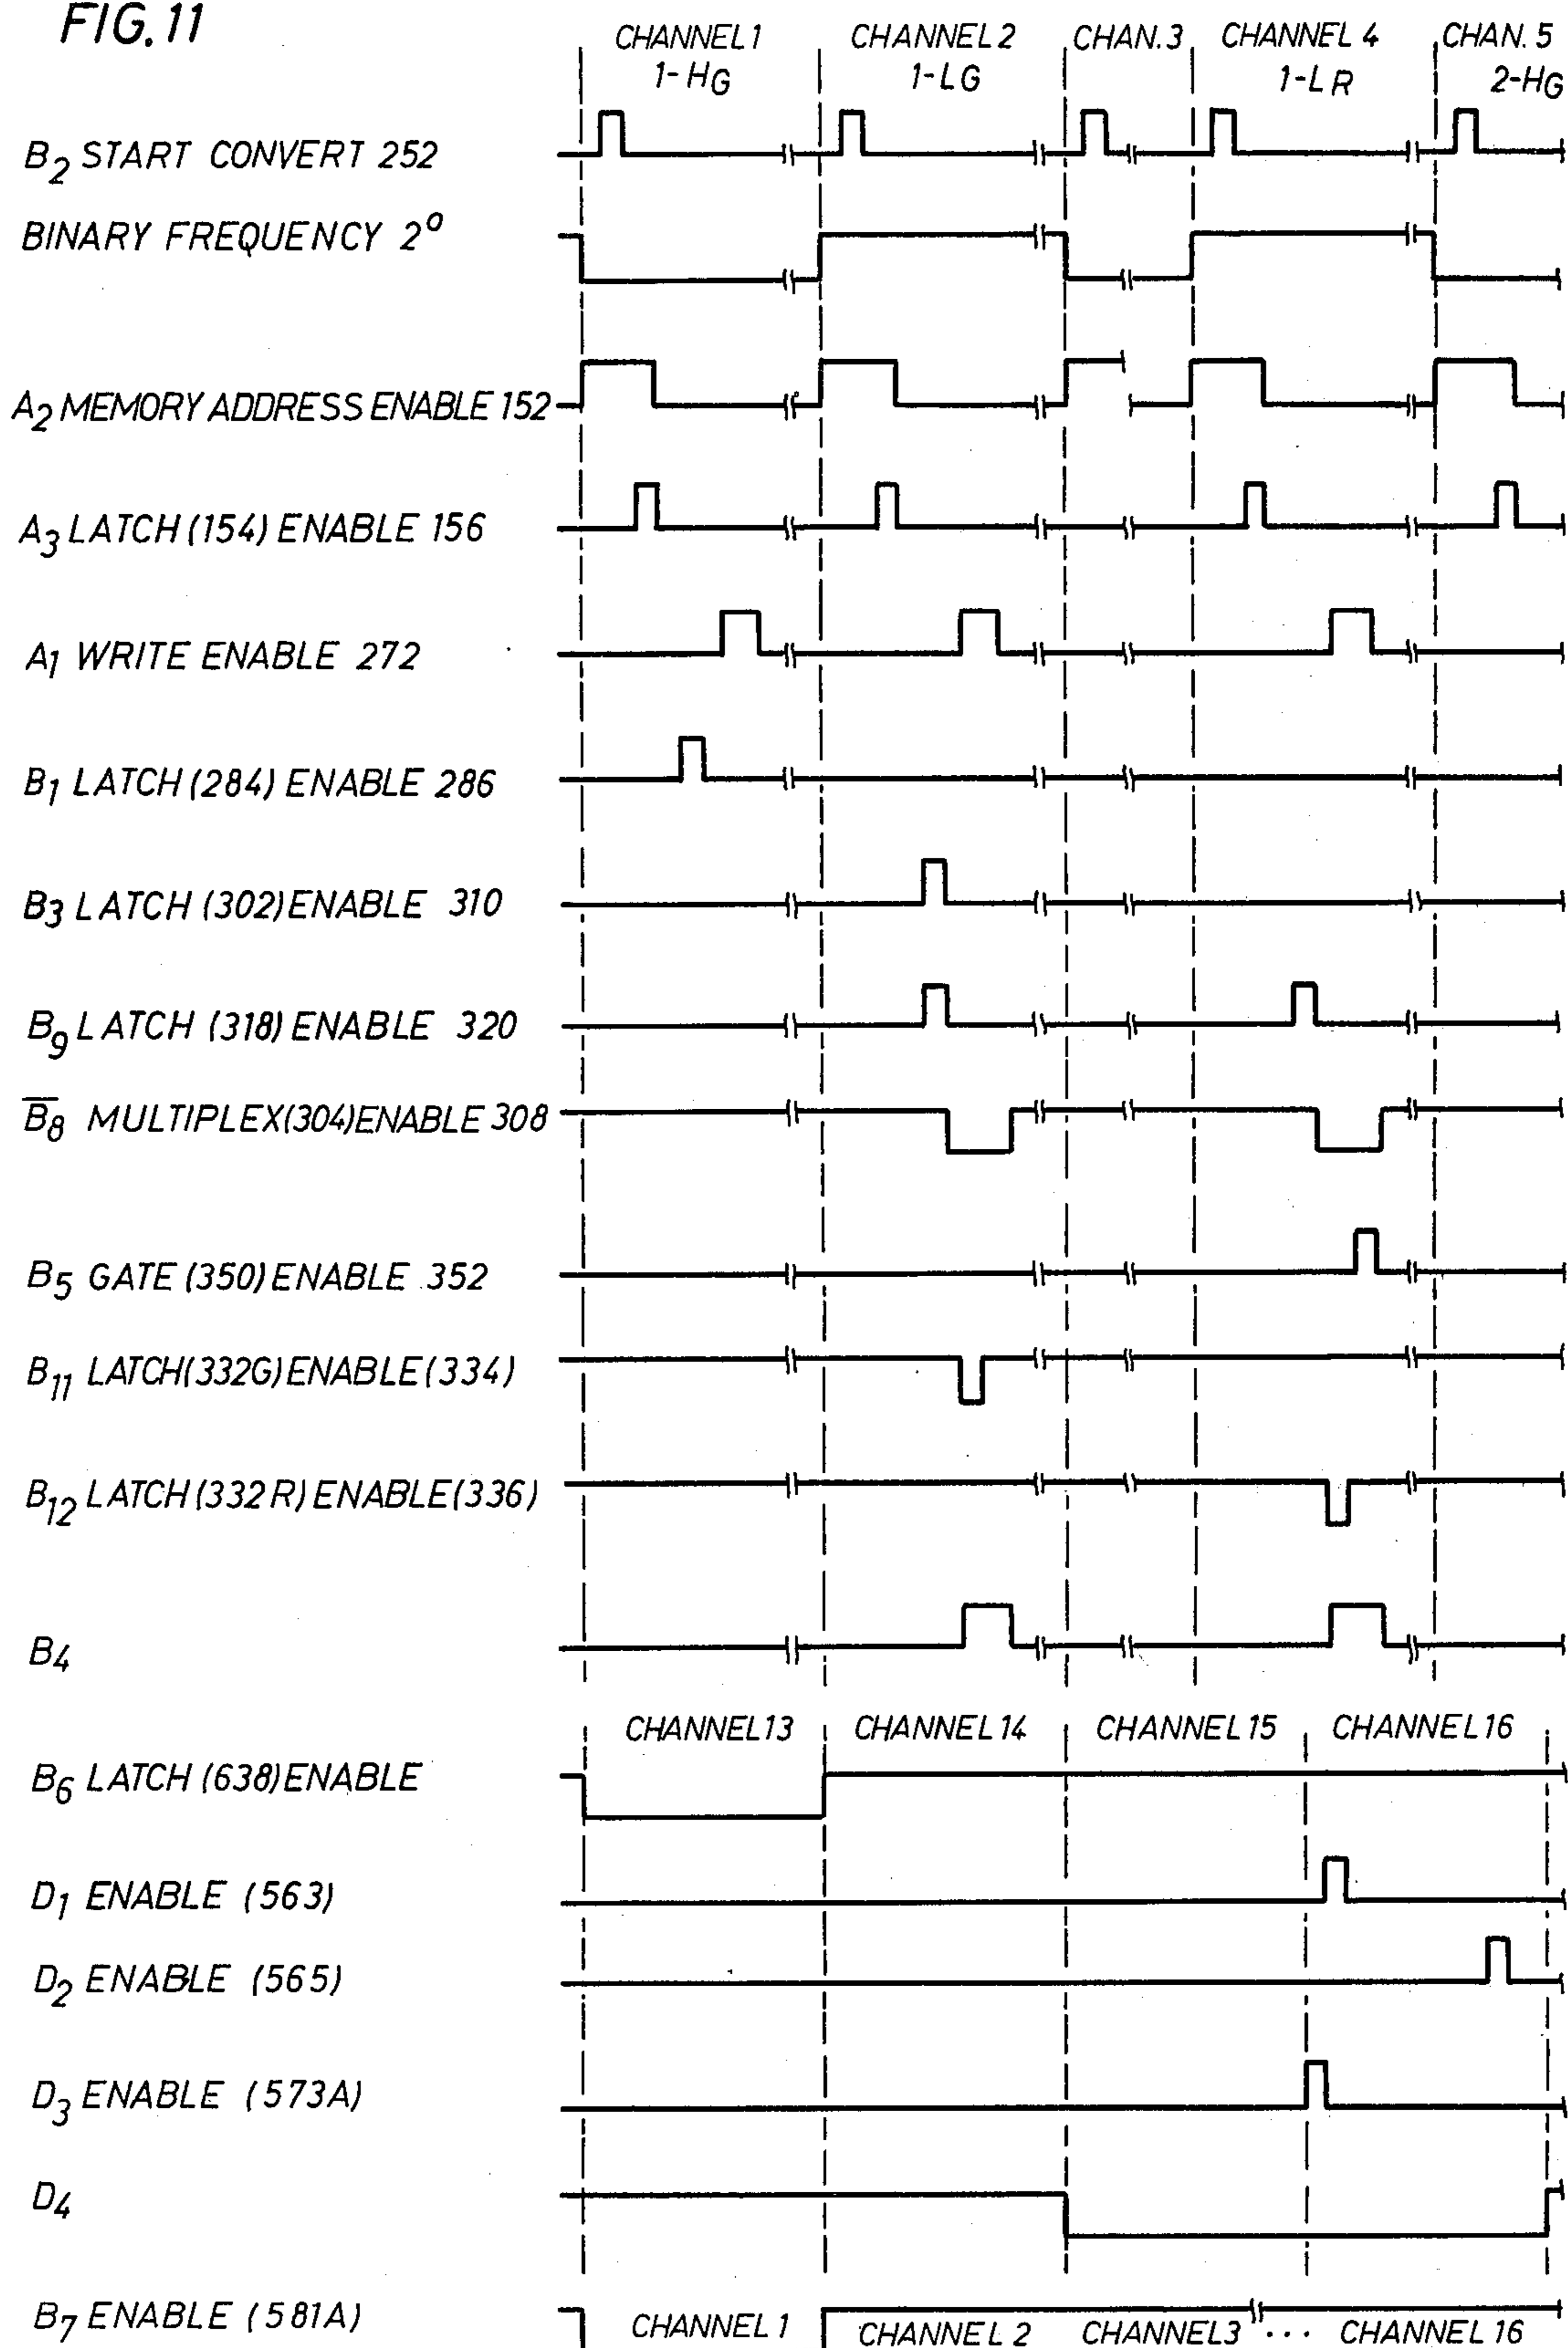 FIG. 11
CHANNEL 1 CHANNEL 2 CHAN. 3 CHANNEL 4 CHAN. 5
1-HG 1-LG 1-LR 2-HG
B2 START CONVERT 252
BINARY FREQUENCY 2⁰
A2 MEMORY ADDRESS ENABLE 152
A3 LATCH (154) ENABLE 156
A1 WRITE ENABLE 272
B1 LATCH (284) ENABLE 286
B3 LATCH (302) ENABLE 310
B9 LATCH (318) ENABLE 320
B̅8 MULTIPLEX (304) ENABLE 308
B5 GATE (350) ENABLE 352
B11 LATCH (332G) ENABLE (334)
B12 LATCH (332R) ENABLE (336)
B4
CHANNEL 13 CHANNEL 14 CHANNEL 15 CHANNEL 16
B6 LATCH (638) ENABLE
D1 ENABLE (563)
D2 ENABLE (565)
D3 ENABLE (573A)
D4
B7 ENABLE (581A)
CHANNEL 1 CHANNEL 2 CHANNEL 3 ... CHANNEL 16